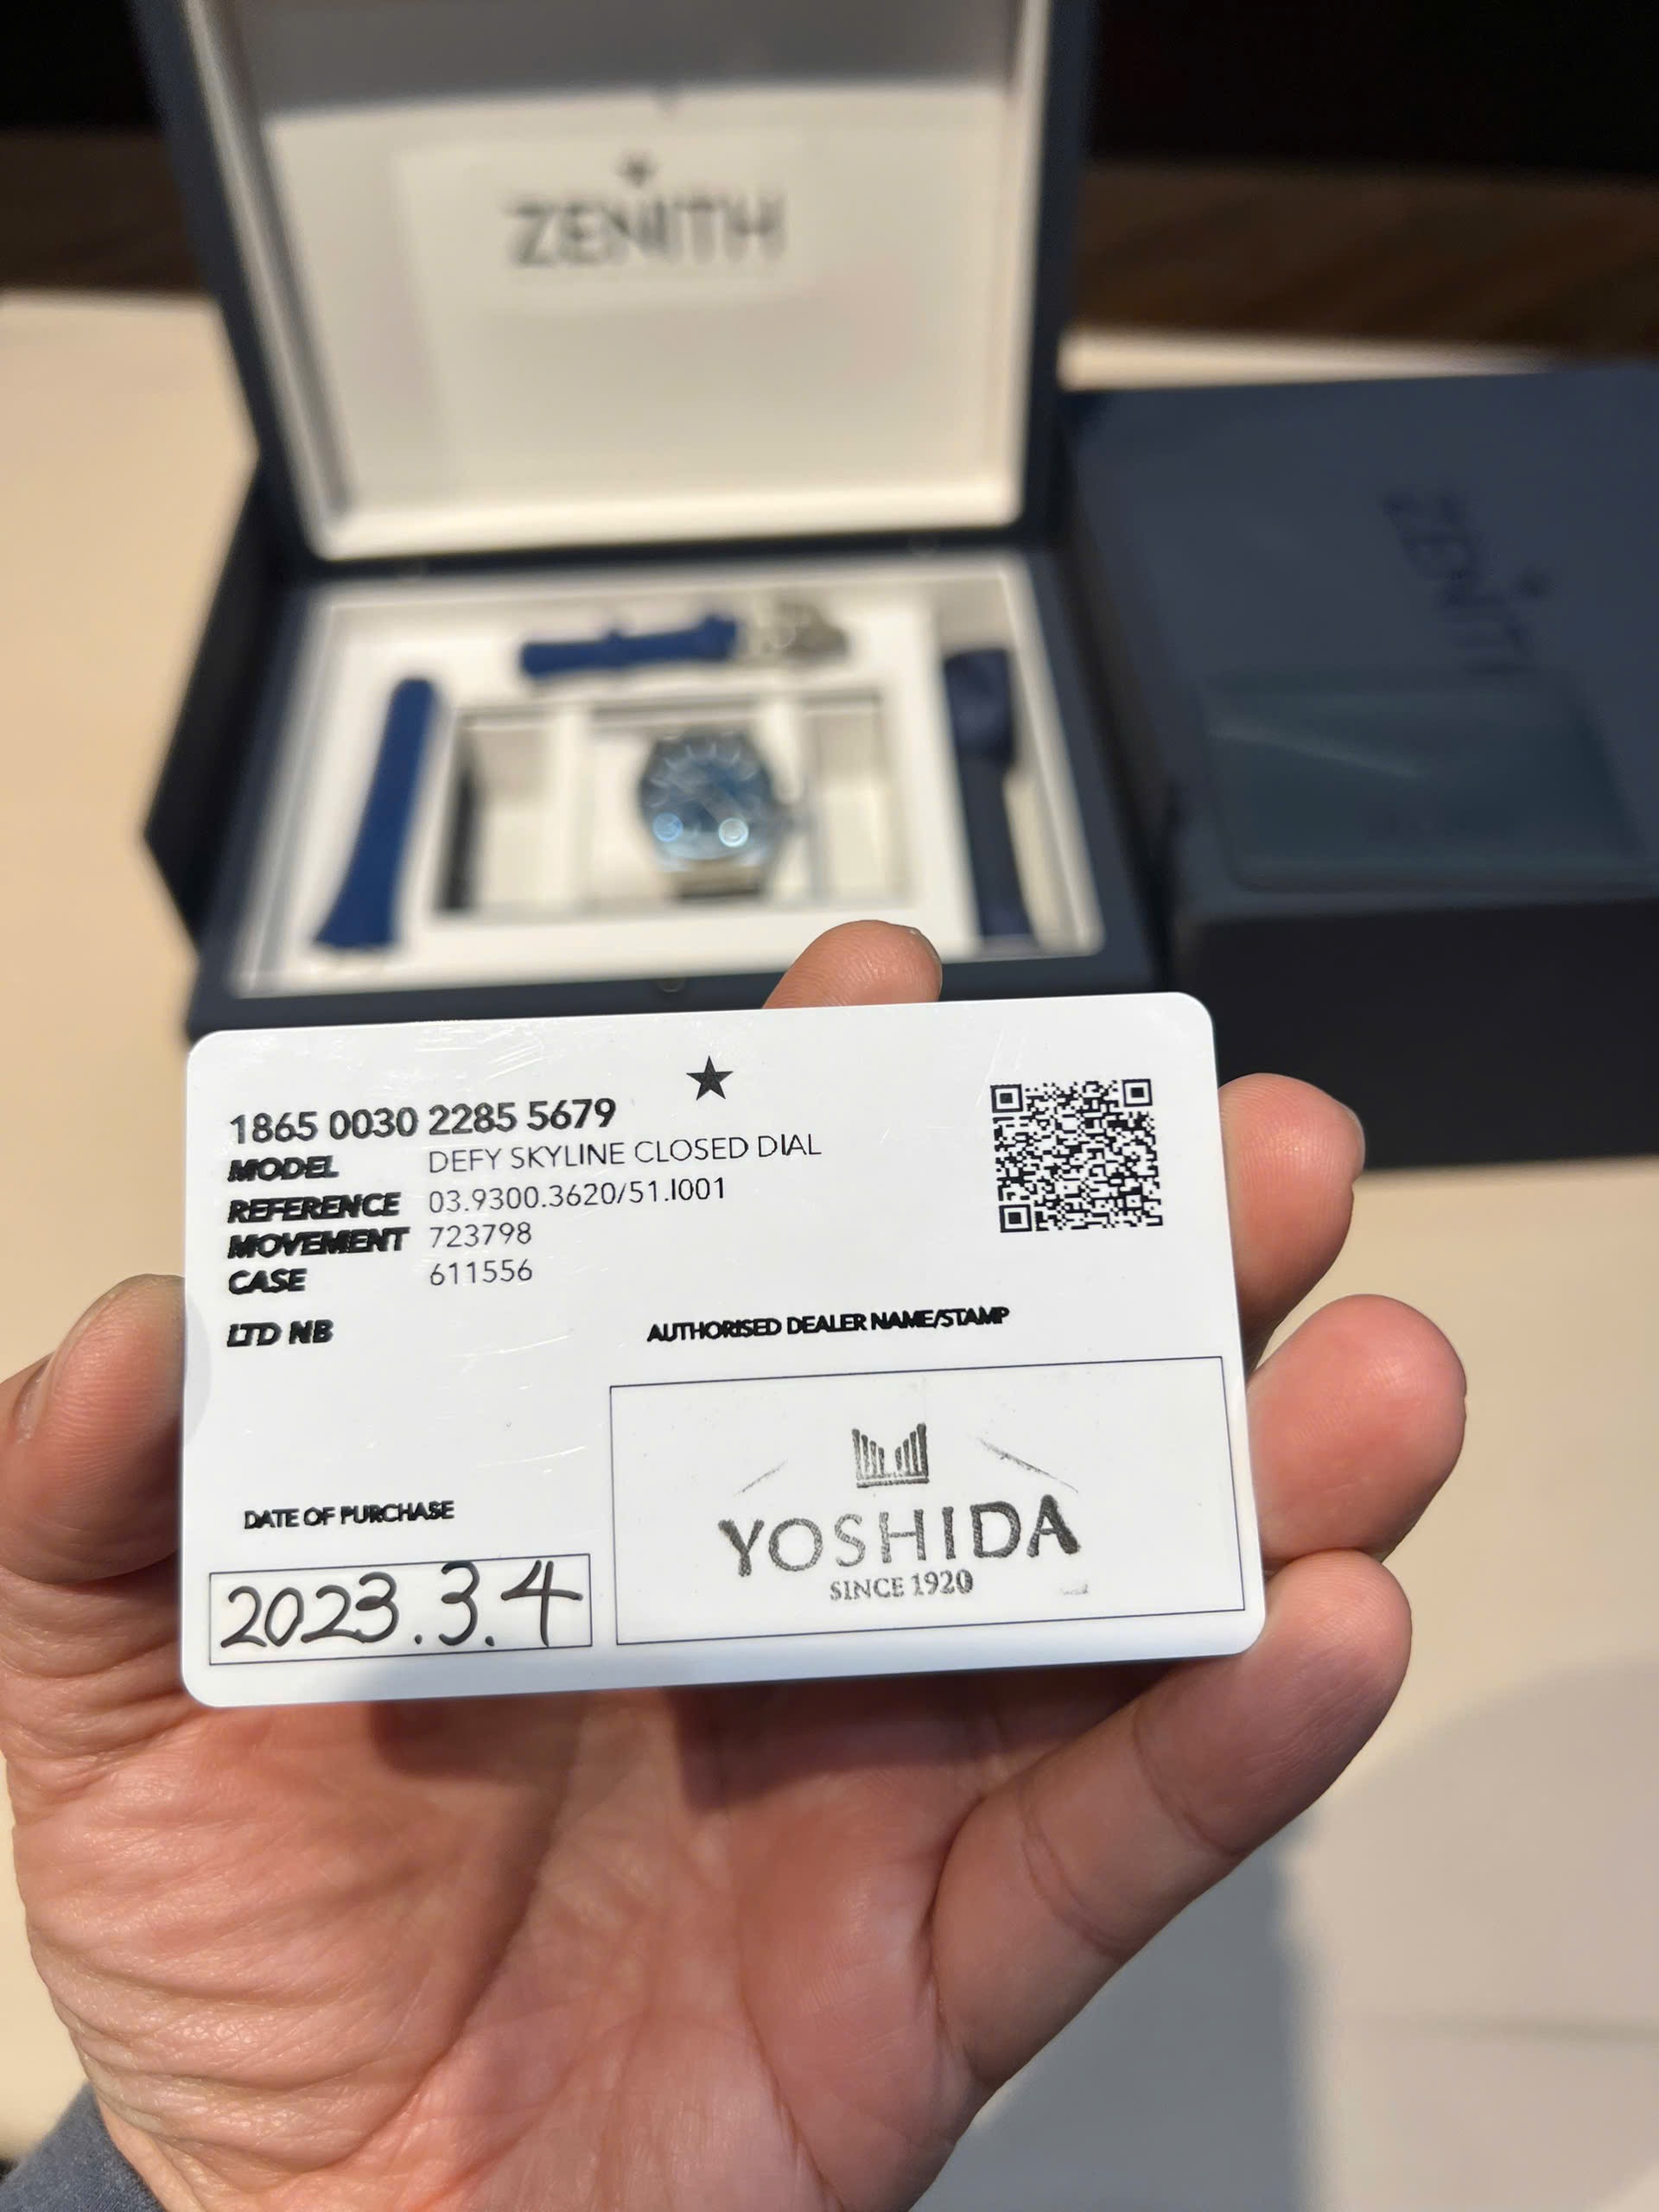 ZENITH
ZENITH
1865 0030 2285 5679
MODEL DEFY SKYLINE CLOSED DIAL
REFERENCE 03.9300.3620/51.I001
MOVEMENT 723798
CASE 611556
LTD NB
AUTHORISED DEALER NAME/STAMP
YOSHIDA
SINCE 1920
DATE OF PURCHASE
2023.3.4